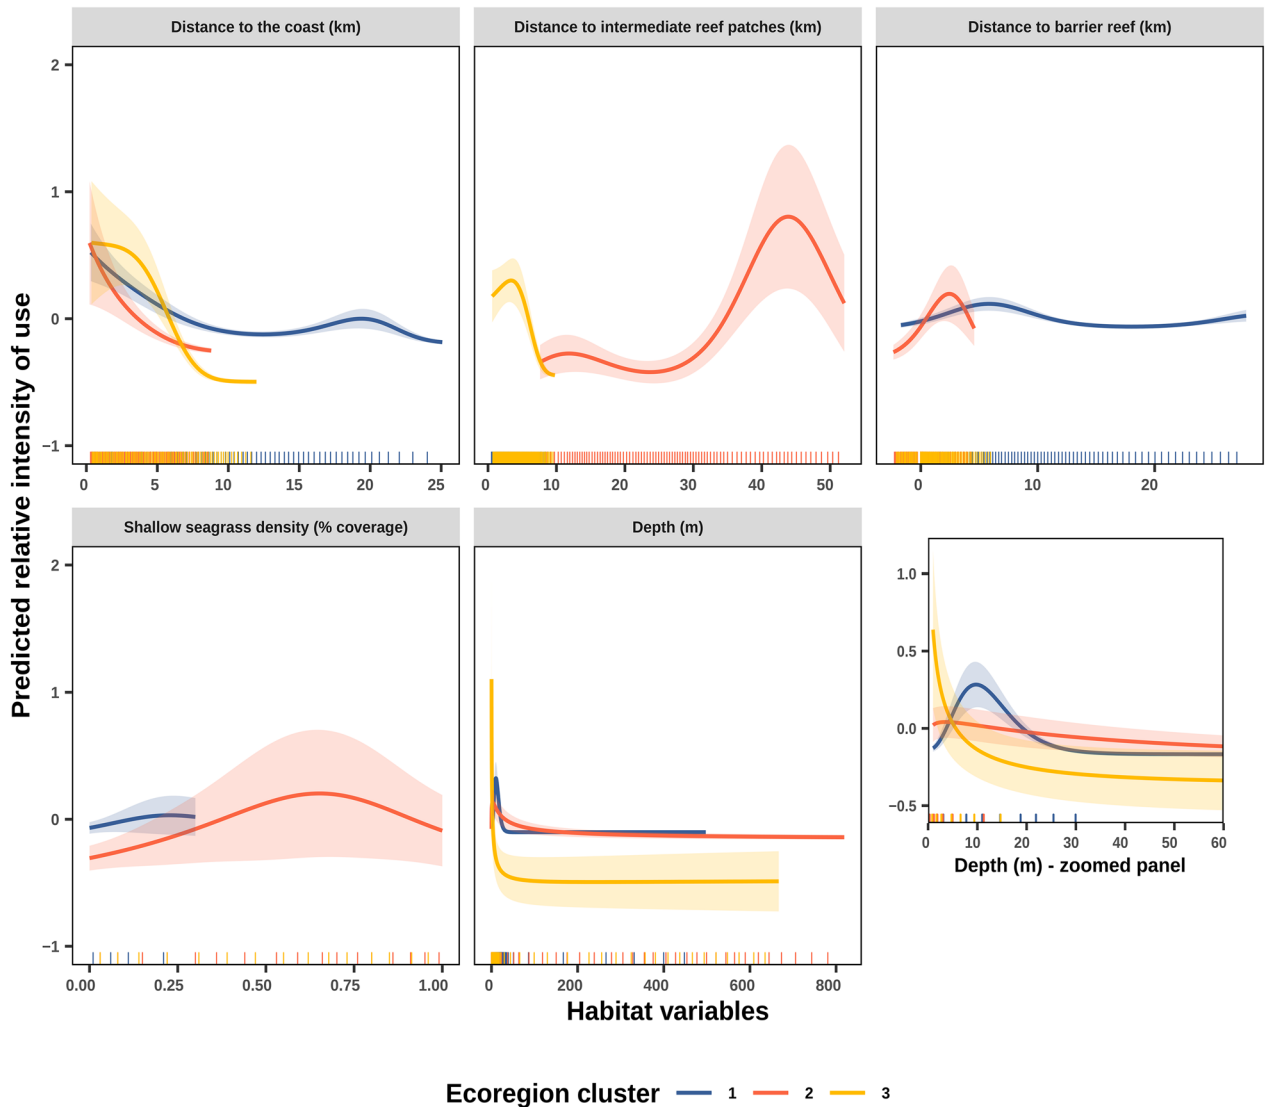 Distance to the coast (km)
Distance to intermediate reef patches (km)
Distance to barrier reef (km)
2
1
0
−1
0 5 10 15 20 25
0 10 20 30 40 50
0 10 20
Predicted relative intensity of use
Shallow seagrass density (% coverage)
Depth (m)
2
1
0
−1
1.0
0.5
0.0
−0.5
0 10 20 30 40 50 60
Depth (m) - zoomed panel
0.00 0.25 0.50 0.75 1.00
0 200 400 600 800
Habitat variables
Ecoregion cluster 1 2 3